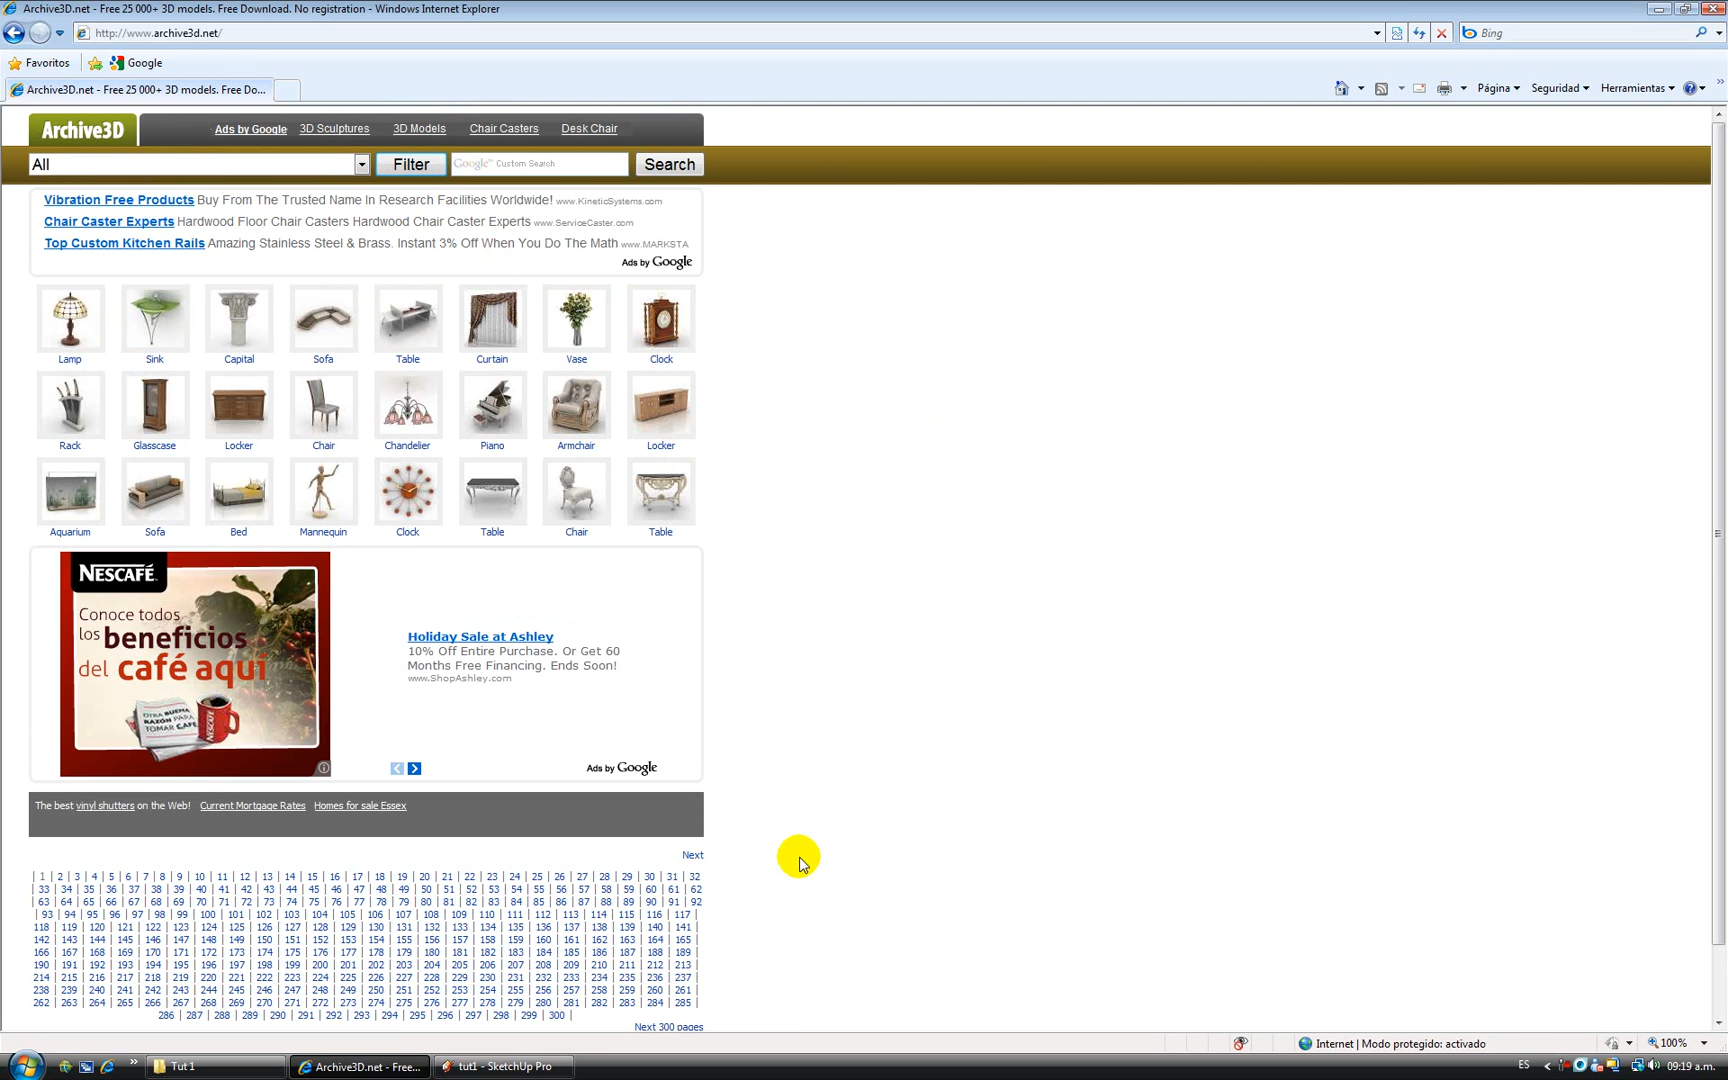 Archive3D.net - Free 25 000+ 3D models. Free Download. No registration - Windows Internet Explorer
http://www.archive3d.net/
Bing
Favoritos
Google
Archive3D.net - Free 25 000+ 3D models. Free Do...
Página
Seguridad
Herramientas
Archive3D
Ads by Google 3D Sculptures 3D Models Chair Casters Desk Chair
All
Filter
Google™ Custom Search
Search
Vibration Free Products Buy From The Trusted Name In Research Facilities Worldwide! www.KineticSystems.com
Chair Caster Experts Hardwood Floor Chair Casters Hardwood Chair Caster Experts www.ServiceCaster.com
Top Custom Kitchen Rails Amazing Stainless Steel & Brass. Instant 3% Off When You Do The Math www.MARKSTA
Ads by Google
Lamp Sink Capital Sofa Table Curtain Vase Clock
Rack Glasscase Locker Chair Chandelier Piano Armchair Locker
Aquarium Sofa Bed Mannequin Clock Table Chair Table
NESCAFÉ
Conoce todos
los beneficios
del café aquí
OTRA BUENA
RAZÓN PARA
TOMAR CAFÉ
Holiday Sale at Ashley
10% Off Entire Purchase. Or Get 60
Months Free Financing. Ends Soon!
www.ShopAshley.com
Ads by Google
The best vinyl shutters on the Web! Current Mortgage Rates Homes for sale Essex
Next
| 1 | 2 | 3 | 4 | 5 | 6 | 7 | 8 | 9 | 10 | 11 | 12 | 13 | 14 | 15 | 16 | 17 | 18 | 19 | 20 | 21 | 22 | 23 | 24 | 25 | 26 | 27 | 28 | 29 | 30 | 31 | 32
| 33 | 34 | 35 | 36 | 37 | 38 | 39 | 40 | 41 | 42 | 43 | 44 | 45 | 46 | 47 | 48 | 49 | 50 | 51 | 52 | 53 | 54 | 55 | 56 | 57 | 58 | 59 | 60 | 61 | 62
| 63 | 64 | 65 | 66 | 67 | 68 | 69 | 70 | 71 | 72 | 73 | 74 | 75 | 76 | 77 | 78 | 79 | 80 | 81 | 82 | 83 | 84 | 85 | 86 | 87 | 88 | 89 | 90 | 91 | 92
| 93 | 94 | 95 | 96 | 97 | 98 | 99 | 100 | 101 | 102 | 103 | 104 | 105 | 106 | 107 | 108 | 109 | 110 | 111 | 112 | 113 | 114 | 115 | 116 | 117 |
118 | 119 | 120 | 121 | 122 | 123 | 124 | 125 | 126 | 127 | 128 | 129 | 130 | 131 | 132 | 133 | 134 | 135 | 136 | 137 | 138 | 139 | 140 | 141 |
142 | 143 | 144 | 145 | 146 | 147 | 148 | 149 | 150 | 151 | 152 | 153 | 154 | 155 | 156 | 157 | 158 | 159 | 160 | 161 | 162 | 163 | 164 | 165 |
166 | 167 | 168 | 169 | 170 | 171 | 172 | 173 | 174 | 175 | 176 | 177 | 178 | 179 | 180 | 181 | 182 | 183 | 184 | 185 | 186 | 187 | 188 | 189 |
190 | 191 | 192 | 193 | 194 | 195 | 196 | 197 | 198 | 199 | 200 | 201 | 202 | 203 | 204 | 205 | 206 | 207 | 208 | 209 | 210 | 211 | 212 | 213 |
214 | 215 | 216 | 217 | 218 | 219 | 220 | 221 | 222 | 223 | 224 | 225 | 226 | 227 | 228 | 229 | 230 | 231 | 232 | 233 | 234 | 235 | 236 | 237 |
238 | 239 | 240 | 241 | 242 | 243 | 244 | 245 | 246 | 247 | 248 | 249 | 250 | 251 | 252 | 253 | 254 | 255 | 256 | 257 | 258 | 259 | 260 | 261 |
262 | 263 | 264 | 265 | 266 | 267 | 268 | 269 | 270 | 271 | 272 | 273 | 274 | 275 | 276 | 277 | 278 | 279 | 280 | 281 | 282 | 283 | 284 | 285 |
286 | 287 | 288 | 289 | 290 | 291 | 292 | 293 | 294 | 295 | 296 | 297 | 298 | 299 | 300 |
Next 300 pages
Internet | Modo protegido: activado
100%
Tut 1
Archive3D.net - Free...
tut1 - SketchUp Pro
ES
09:19 a.m.